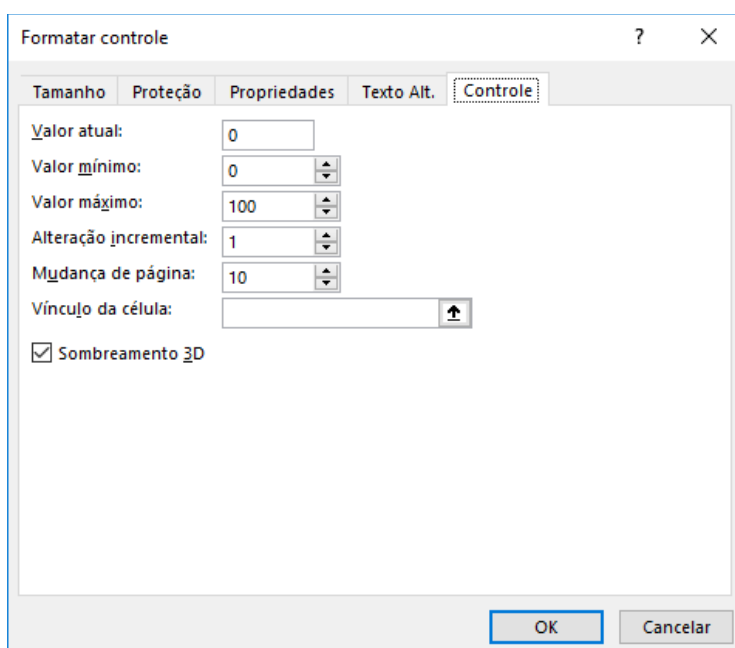 Formatar controle ? ×
Tamanho Proteção Propriedades Texto Alt. Controle
Valor atual: 0
Valor mínimo: 0
Valor máximo: 100
Alteração incremental: 1
Mudança de página: 10
Vínculo da célula:
Sombreamento 3D
OK Cancelar